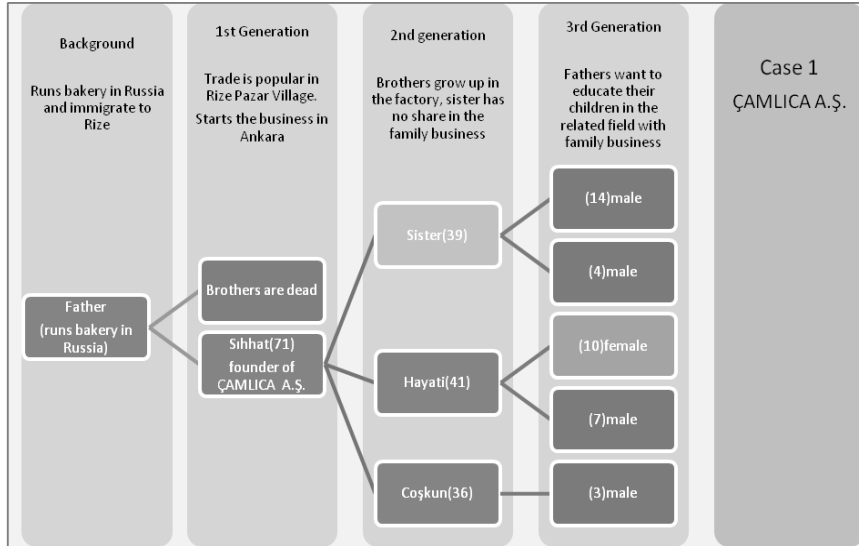 Background
Runs bakery in Russia
and immigrate to
Rize
Father
(runs bakery in
Russia)
1st Generation
Trade is popular in
Rize Pazar Village.
Starts the business in
Ankara
Brothers are dead
Sıhhat(71)
founder of
ÇAMLICA A.Ş.
2nd generation
Brothers grow up in
the factory, sister has
no share in the
family business
Sister(39)
Hayati(41)
Coşkun(36)
3rd Generation
Fathers want to
educate their
children in the
related field with
family business
(14)male
(4)male
(10)female
(7)male
(3)male
Case 1
ÇAMLICA A.Ş.